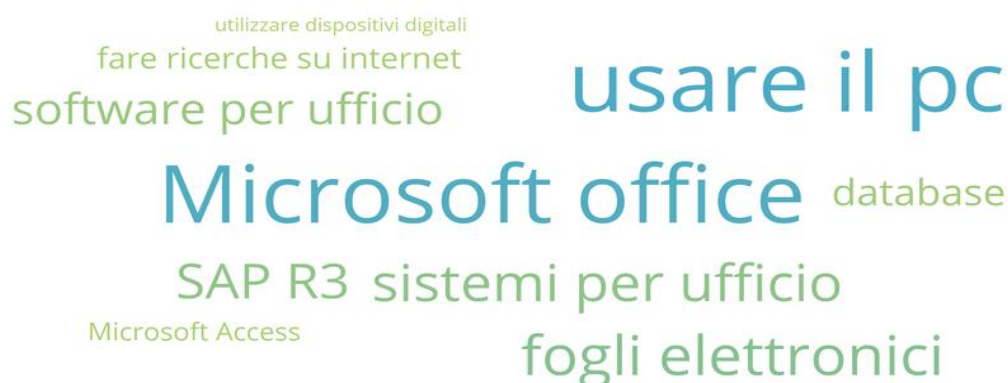 utilizzare dispositivi digitali
fare ricerche su internet
usare il pc
software per ufficio
Microsoft office
database
SAP R3
sistemi per ufficio
Microsoft Access
fogli elettronici